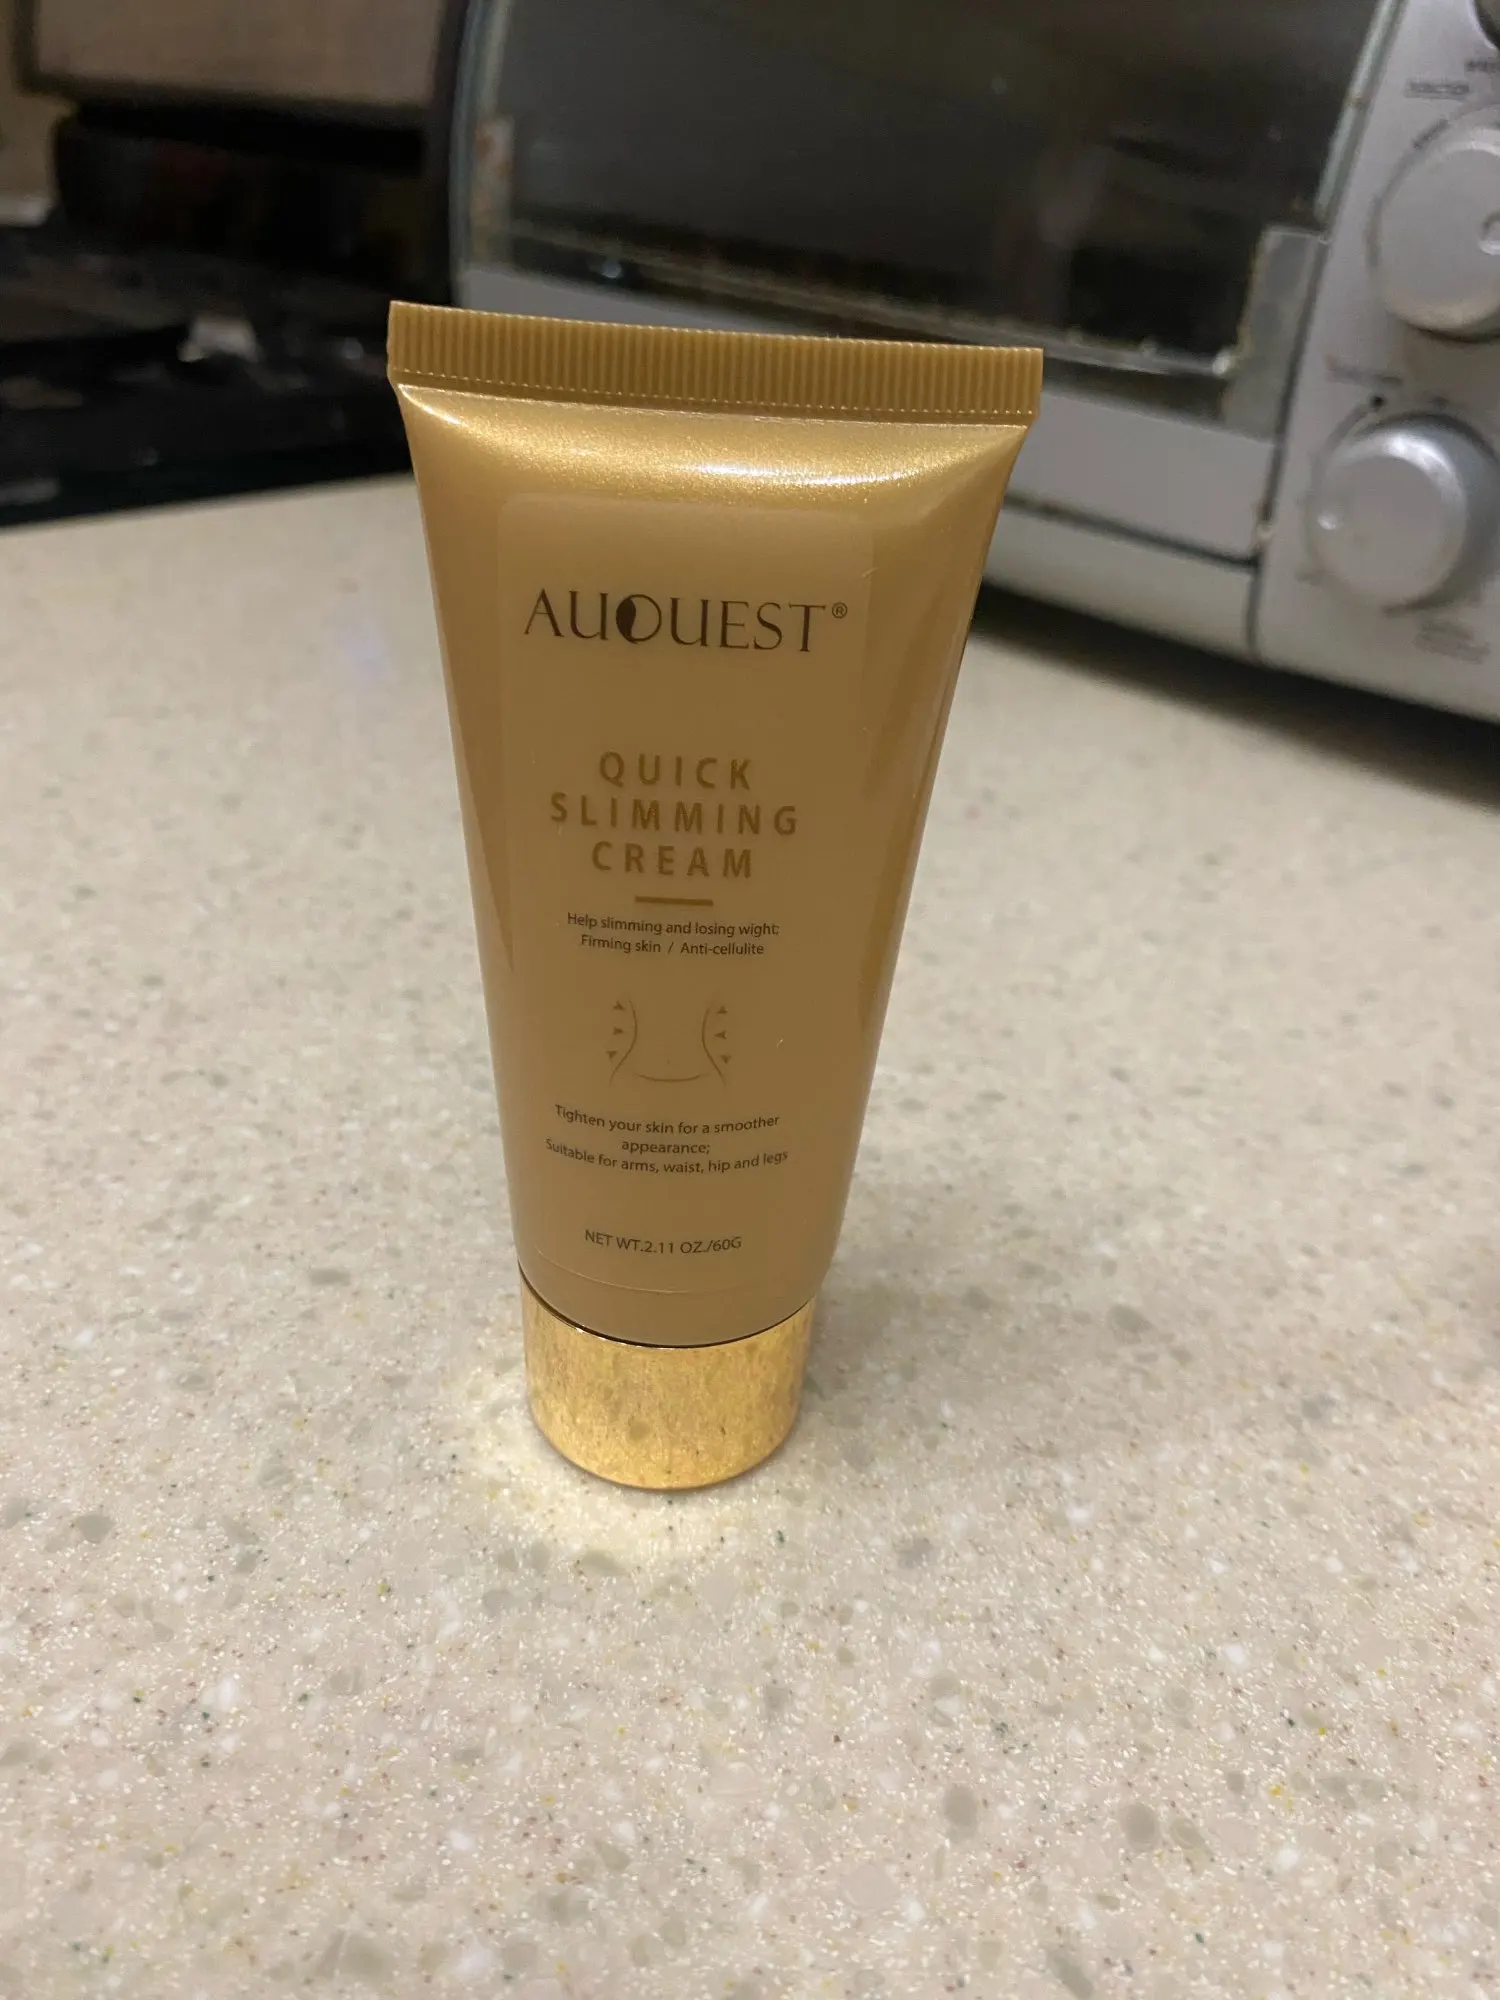 AUQUEST®
QUICK
SLIMMING
CREAM
Help slimming and losing wight;
Firming skin / Anti-cellulite
Tighten your skin for a smoother
appearance;
Suitable for arms, waist, hip and legs
NET WT.2.11 OZ./60G